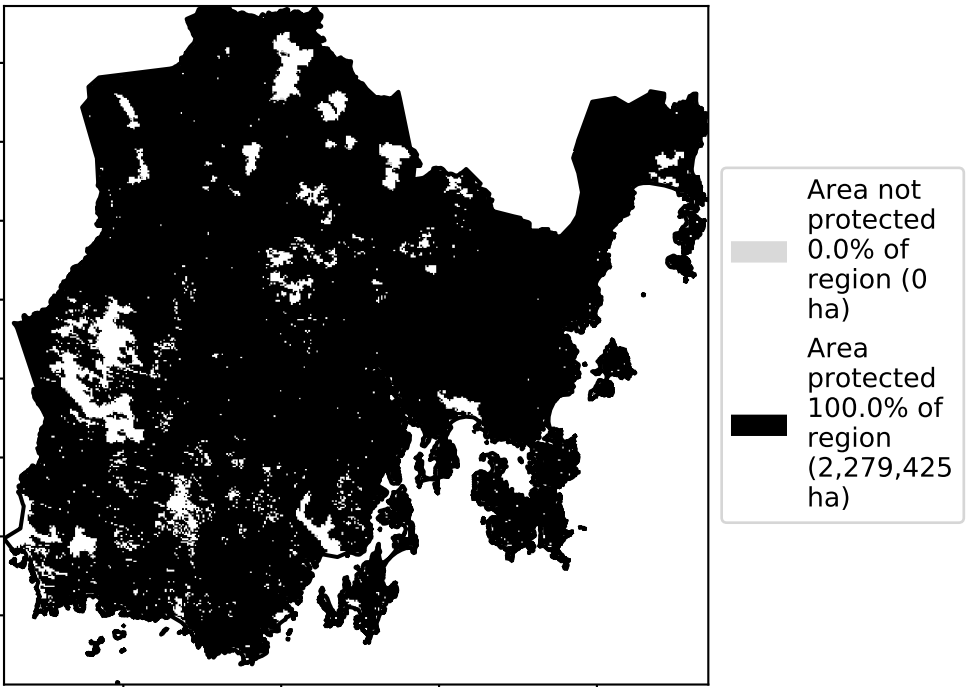 Area not
protected
0.0% of
region (0
ha)
Area
protected
100.0% of
region
(2,279,425
ha)